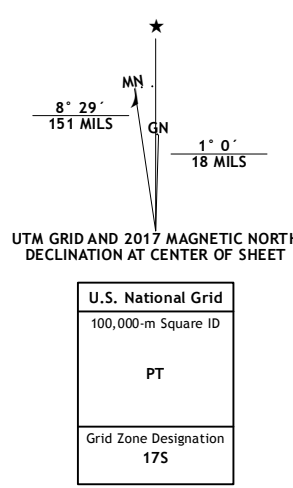 ★
MN
8° 29´
151 MILS
GN
1° 0´
18 MILS
UTM GRID AND 2017 MAGNETIC NORTH
DECLINATION AT CENTER OF SHEET
U.S. National Grid
100,000-m Square ID
PT
Grid Zone Designation
17S